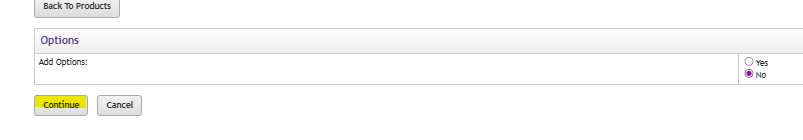 Back To Products
Options
Add Options:
Yes
No
Continue
Cancel